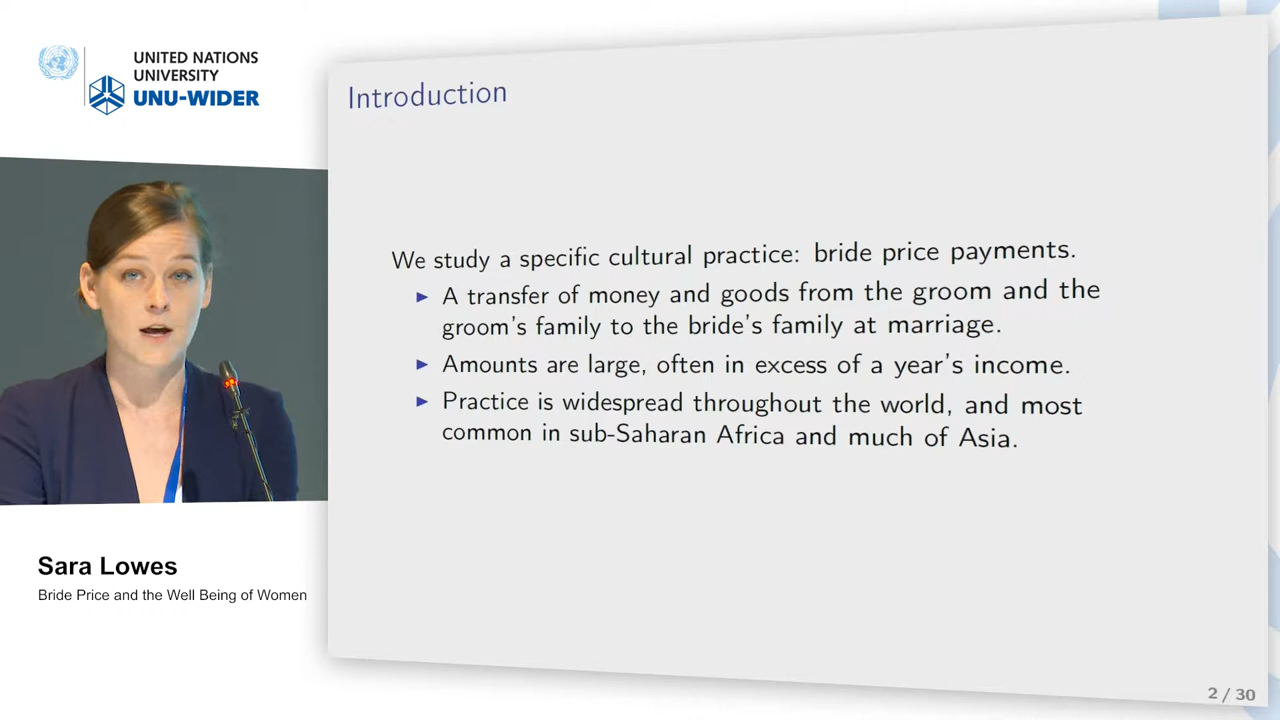 UNITED NATIONS
UNIVERSITY
UNU-WIDER
Introduction
We study a specific cultural practice: bride price payments.
A transfer of money and goods from the groom and the
groom's family to the bride's family at marriage.
Amounts are large, often in excess of a year's income.
Practice is widespread throughout the world, and most
common in sub-Saharan Africa and much of Asia.
Sara Lowes
Bride Price and the Well Being of Women
2 / 30